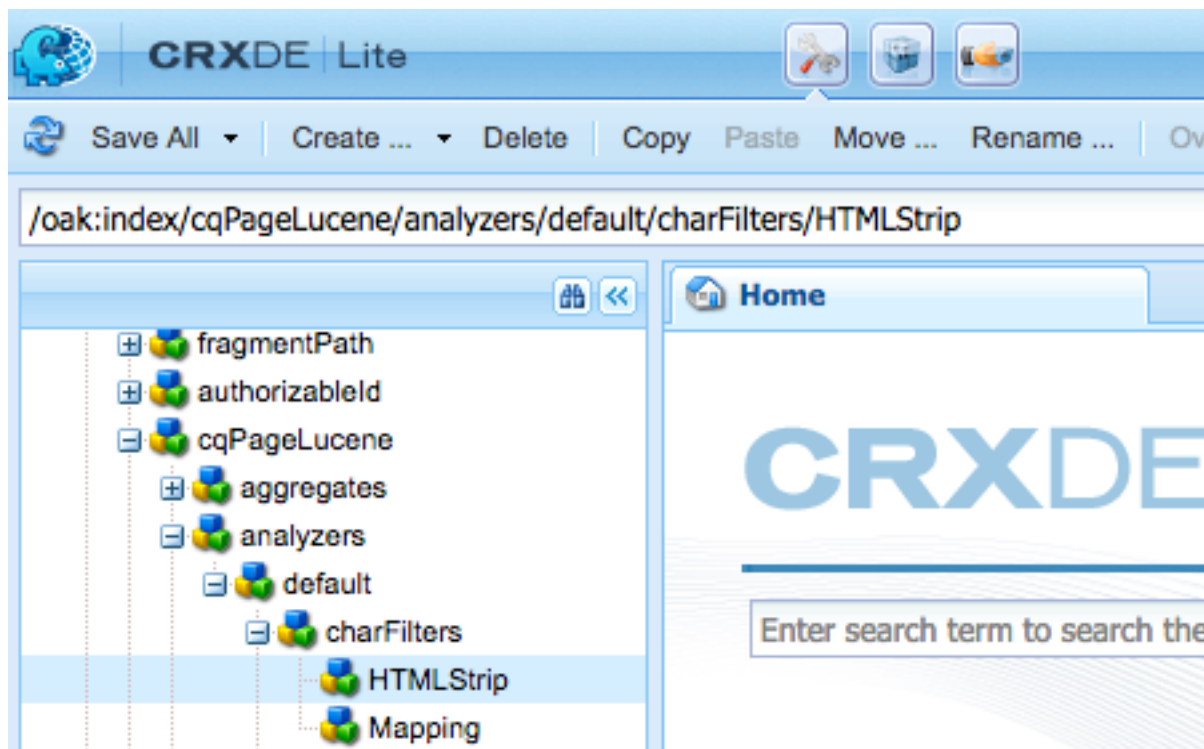 CRXDE Lite
Save All Create ... Delete Copy Paste Move ... Rename ...
/oak:index/cqPageLucene/analyzers/default/charFilters/HTMLStrip
Home
fragmentPath
authorizableId
cqPageLucene
aggregates
analyzers
default
charFilters
HTMLStrip
Mapping
CRXDE
Enter search term to search the